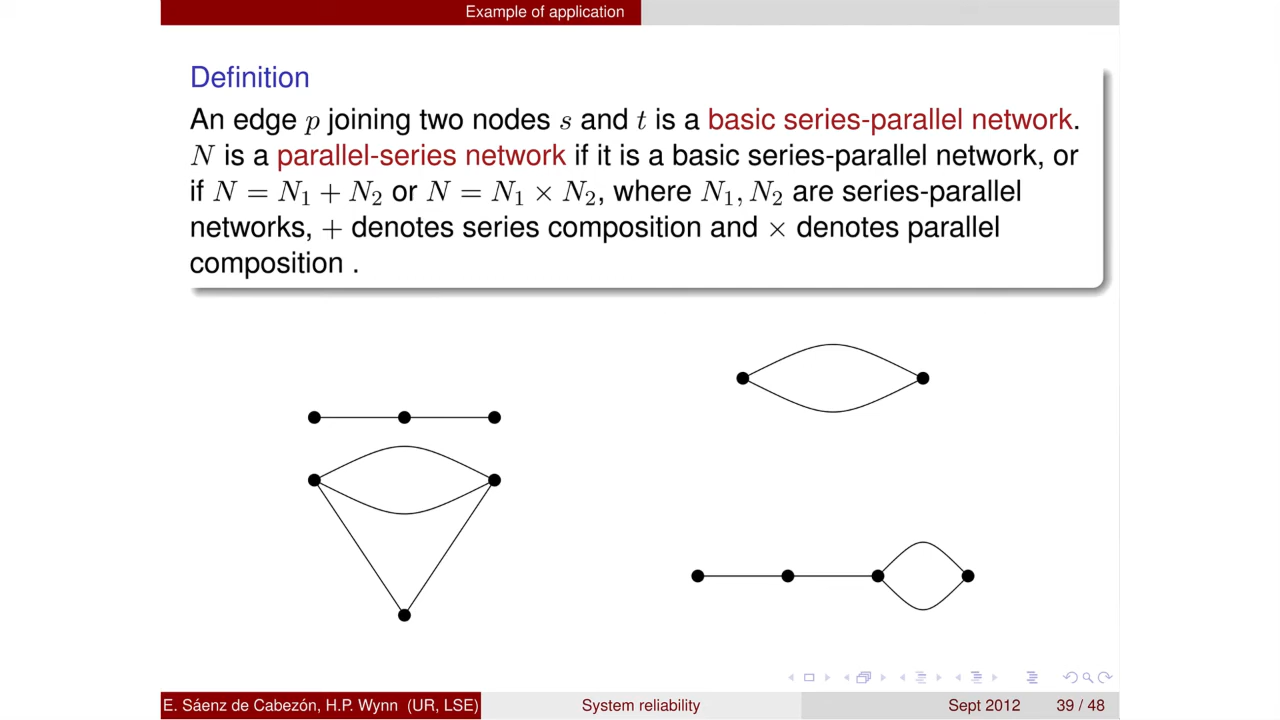 Example of application
Definition
An edge p joining two nodes s and t is a basic series-parallel network.
N is a parallel-series network if it is a basic series-parallel network, or
if N = N₁ + N₂ or N = N₁ × N₂, where N₁, N₂ are series-parallel
networks, + denotes series composition and × denotes parallel
composition .
E. Sáenz de Cabezón, H.P. Wynn (UR, LSE)
System reliability
Sept 2012
39 / 48